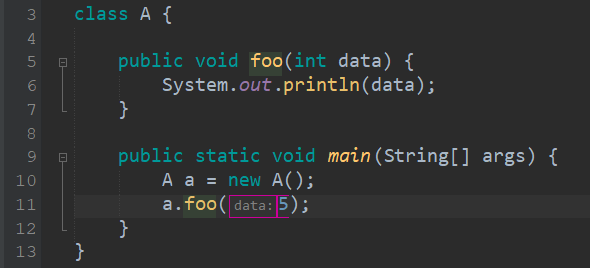 3 class A {
4
5 public void foo(int data) {
6 System.out.println(data);
7 }
8
9 public static void main(String[] args) {
10 A a = new A();
11 a.foo( data: 5);
12 }
13 }